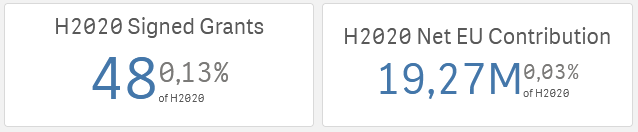 H2020 Signed Grants
48 0,13%
of H2020
H2020 Net EU Contribution
19,27M 0,03%
of H2020